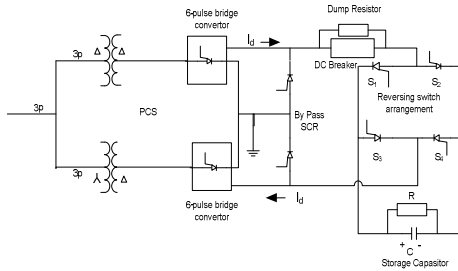 6-pulse bridge
convertor
Dump Resistor
Id
DC Breaker
3p
Δ
S1
S2
Reversing switch
arrangement
3p
PCS
By Pass
SCR
S3
S4
3p
Y
Δ
Id
6-pulse bridge
convertor
R
+ C -
Storage Capasitor